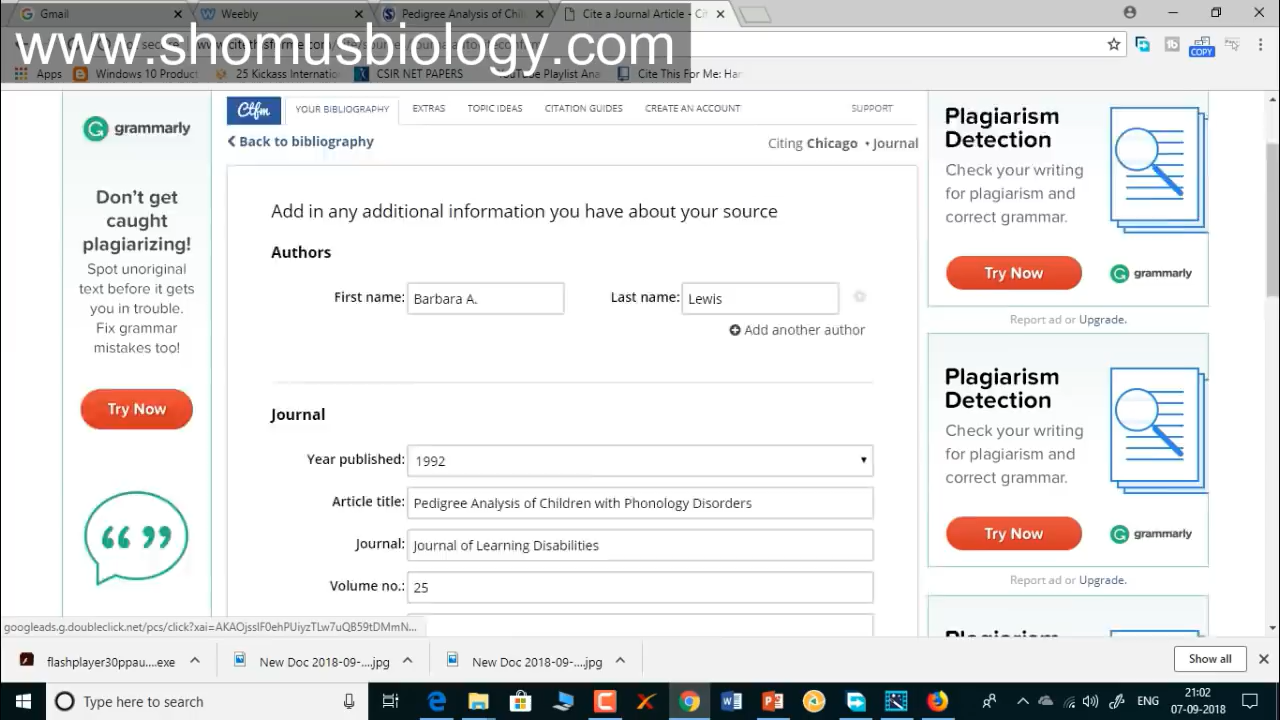 Gmail
Weebly
Pedigree Analysis of Chil
Cite a Journal Article - C
www.shomusbiology.com
Apps
Windows 10 Product
25 Kickass Internatio
CSIR NET PAPERS
YouTube Playlist Ana
Cite This For Me: Har
COPY
grammarly
Don't get
caught
plagiarizing!
Spot unoriginal
text before it gets
you in trouble.
Fix grammar
mistakes too!
Try Now
Ctfm
YOUR BIBLIOGRAPHY
EXTRAS
TOPIC IDEAS
CITATION GUIDES
CREATE AN ACCOUNT
SUPPORT
Back to bibliography
Citing Chicago • Journal
Add in any additional information you have about your source
Authors
First name: Barbara A.
Last name: Lewis
Add another author
Journal
Year published: 1992
Article title: Pedigree Analysis of Children with Phonology Disorders
Journal: Journal of Learning Disabilities
Volume no.: 25
Plagiarism
Detection
Check your writing
for plagiarism and
correct grammar.
Try Now
grammarly
Report ad or Upgrade.
Plagiarism
Detection
Check your writing
for plagiarism and
correct grammar.
Try Now
grammarly
Report ad or Upgrade.
Plagiarism
flashplayer30ppau....exe
New Doc 2018-09-....jpg
New Doc 2018-09-....jpg
Show all
Type here to search
ENG
21:02
07-09-2018